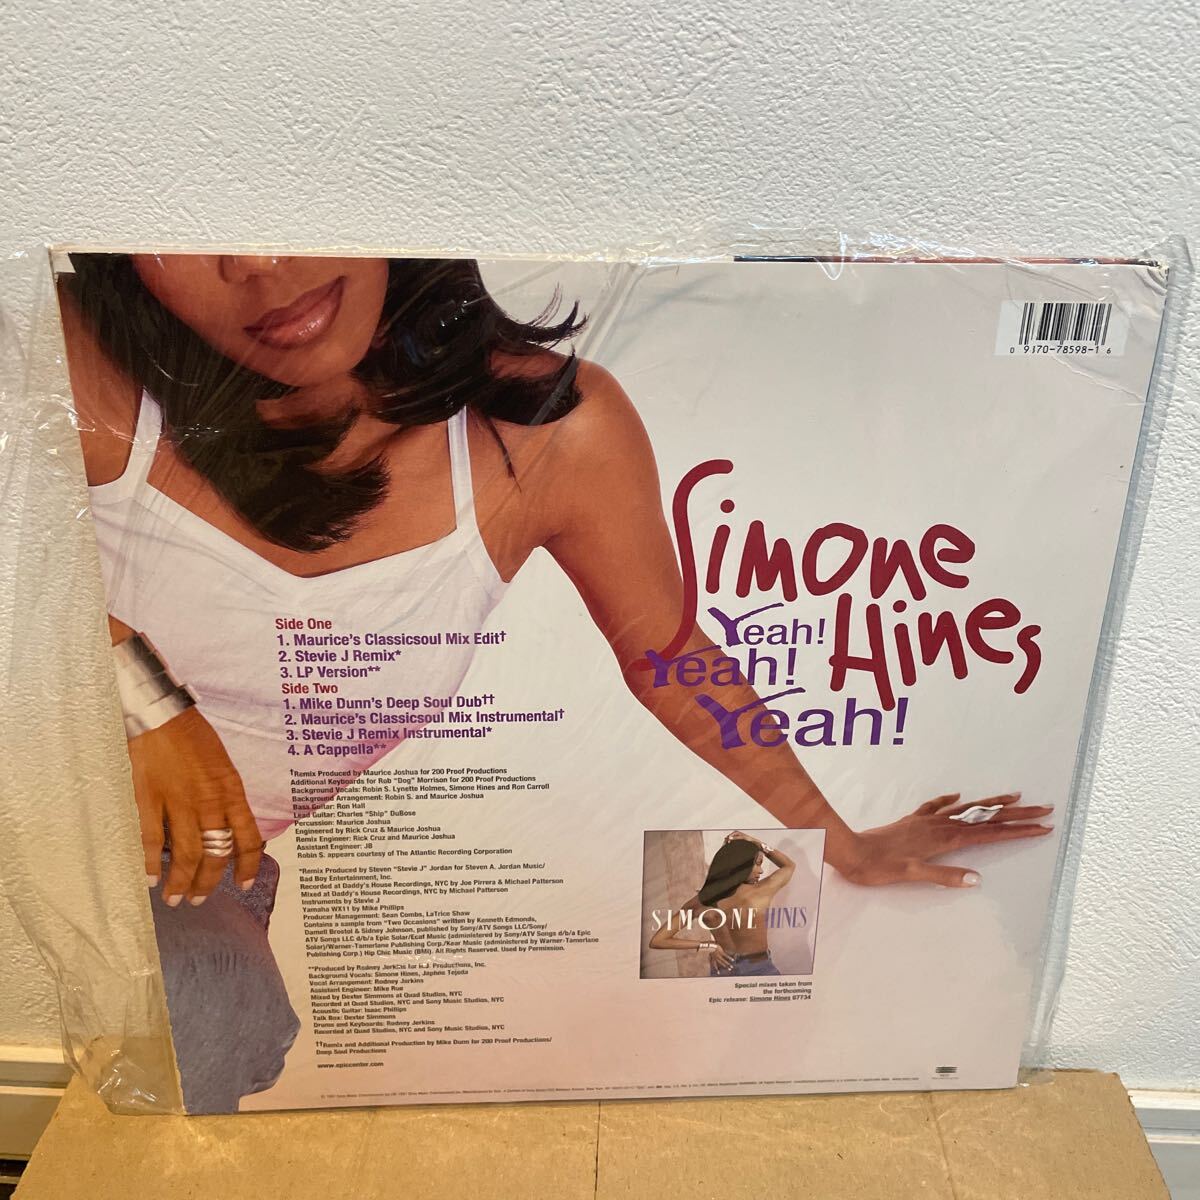 0 9870-78598-1 6
Simone
Hines
Yeah!
Yeah!
Yeah!
Side One
1. Maurice's Classicsoul Mix Edit†
2. Stevie J Remix*
3. LP Version**
Side Two
1. Mike Dunn's Deep Soul Dub††
2. Maurice's Classicsoul Mix Instrumental†
3. Stevie J Remix Instrumental*
4. A Cappella**
†Remix Produced by Maurice Joshua for 200 Proof Productions
Additional Keyboards for Rob "Dog" Morrison for 200 Proof Productions
Background Vocals: Robin S. Lynette Holmes, Simone Hines and Ron Carroll
Background Arrangement: Robin S. and Maurice Joshua
Bass Guitar: Ron Hall
Lead Guitar: Charles "Ship" DuBose
Percussion: Maurice Joshua
Engineered by Rick Cruz & Maurice Joshua
Remix Engineer: Rick Cruz and Maurice Joshua
Assistant Engineer: JB
Robin S. appears courtesy of The Atlantic Recording Corporation
*Remix Produced by Steven "Stevie J" Jordan for Steven A. Jordan Music/
Bad Boy Entertainment, Inc.
Recorded at Daddy's House Recordings, NYC by Joe Pirrera & Michael Patterson
Mixed at Daddy's House Recordings, NYC by Michael Patterson
Instruments by Stevie J
Yamaha WX11 by Mike Phillips
Producer Management: Sean Combs, LaTrice Shaw
Contains a sample from "Two Occasions" written by Kenneth Edmonds,
Darnell Bristol & Sidney Johnson, published by Sony/ATV Songs LLC/Sony/
ATV Songs LLC d/b/a Epic Solar/Ecaf Music (administered by Sony/ATV Songs d/b/a Epic
Solar)/Warner-Tamerlane Publishing Corp./Kear Music (administered by Warner-Tamerlane
Publishing Corp.) Hip Chic Music (BMI). All Rights Reserved. Used by Permission.
**Produced by Rodney Jerkins for R.J. Productions, Inc.
Background Vocals: Simone Hines, Japhne Tejeda
Vocal Arrangement: Rodney Jerkins
Assistant Engineer: Mike Rue
Mixed by Dexter Simmons at Quad Studios, NYC
Recorded at Quad Studios, NYC and Sony Music Studios, NYC
Acoustic Guitar: Isaac Phillips
Talk Box: Dexter Simmons
Drums and Keyboards: Rodney Jerkins
Recorded at Quad Studios, NYC and Sony Music Studios, NYC
††Remix and Additional Production by Mike Dunn for 200 Proof Productions/
Deep Soul Productions
www.epiccenter.com
SIMONE HINES
Special mixes taken from
the forthcoming
Epic release: Simone Hines 67734